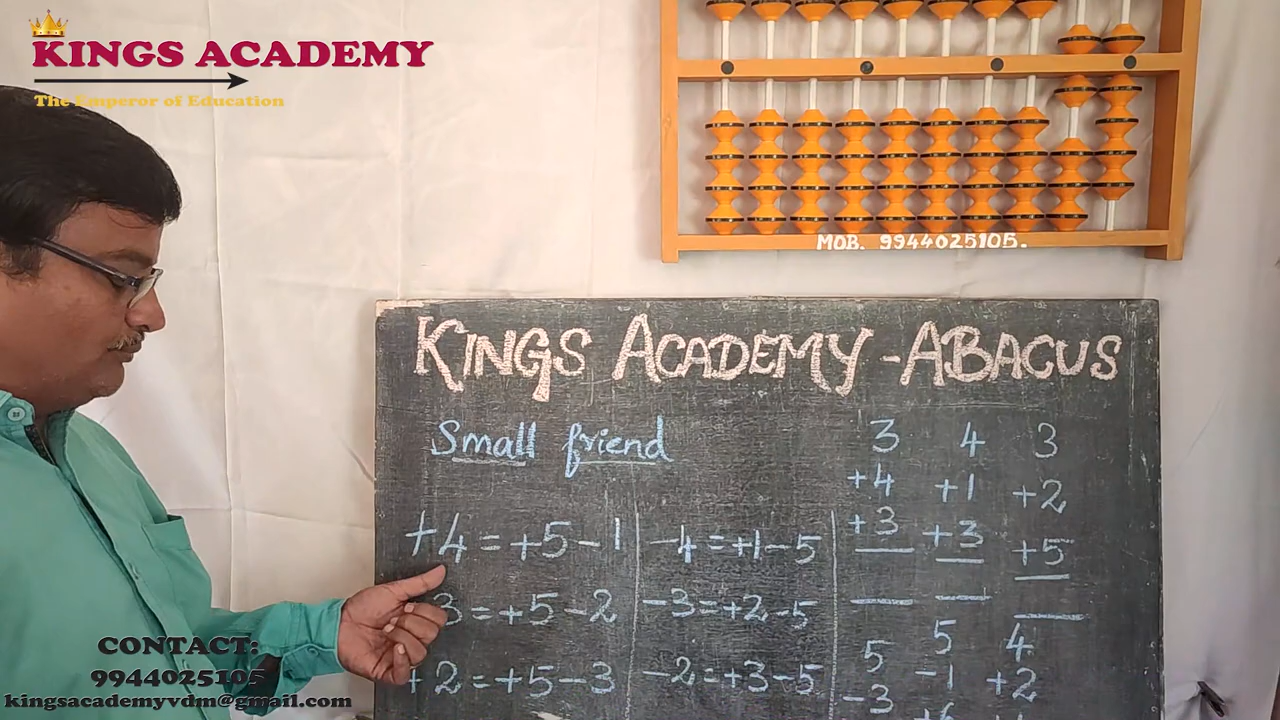 KINGS ACADEMY
The Emperor of Education
MOB. 9944025105.
KINGS ACADEMY - ABACUS
Small friend
+4 = +5 - 1
3 = +5 - 2
+2 = +5 - 3
-4 = +1 - 5
-3 = +2 - 5
-2 = +3 - 5
3 4 3
+4 +1 +2
+3 +3 +5
5 5 4
-3 -1 +2
CONTACT:
9944025105
kingsacademyvdm@gmail.com